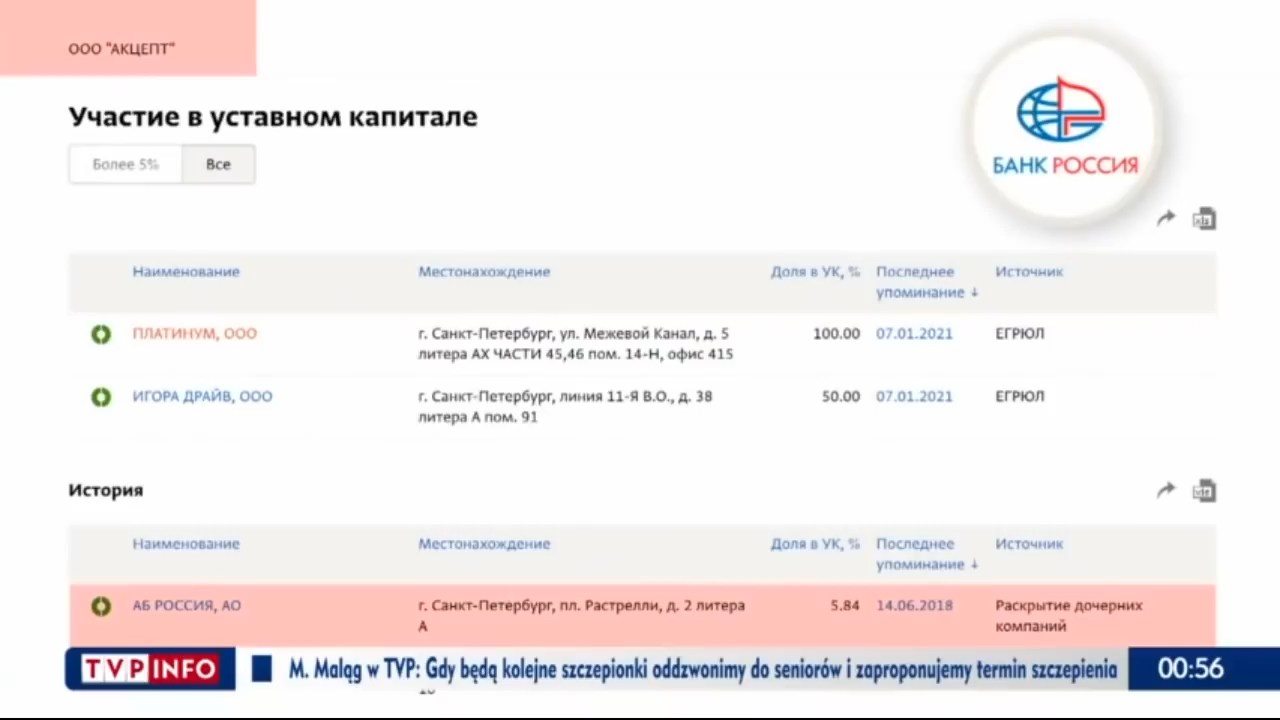 ООО "АКЦЕПТ"
Участие в уставном капитале
Более 5%
Все
БАНК РОССИЯ
xls
Наименование
Местонахождение
Доля в УК, %
Последнее
упоминание ↓
Источник
ПЛАТИНУМ, ООО
г. Санкт-Петербург, ул. Межевой Канал, д. 5
литера АХ ЧАСТИ 45,46 пом. 14-Н, офис 415
100.00
07.01.2021
ЕГРЮЛ
ИГОРА ДРАЙВ, ООО
г. Санкт-Петербург, линия 11-Я В.О., д. 38
литера А пом. 91
50.00
07.01.2021
ЕГРЮЛ
История
xls
Наименование
Местонахождение
Доля в УК, %
Последнее
упоминание ↓
Источник
АБ РОССИЯ, АО
г. Санкт-Петербург, пл. Растрелли, д. 2 литера
А
5.84
14.06.2018
Раскрытие дочерних
компаний
TVP INFO
M. Maląg w TVP: Gdy będą kolejne szczepionki oddzwonimy do seniorów i zaproponujemy termin szczepienia
00:56